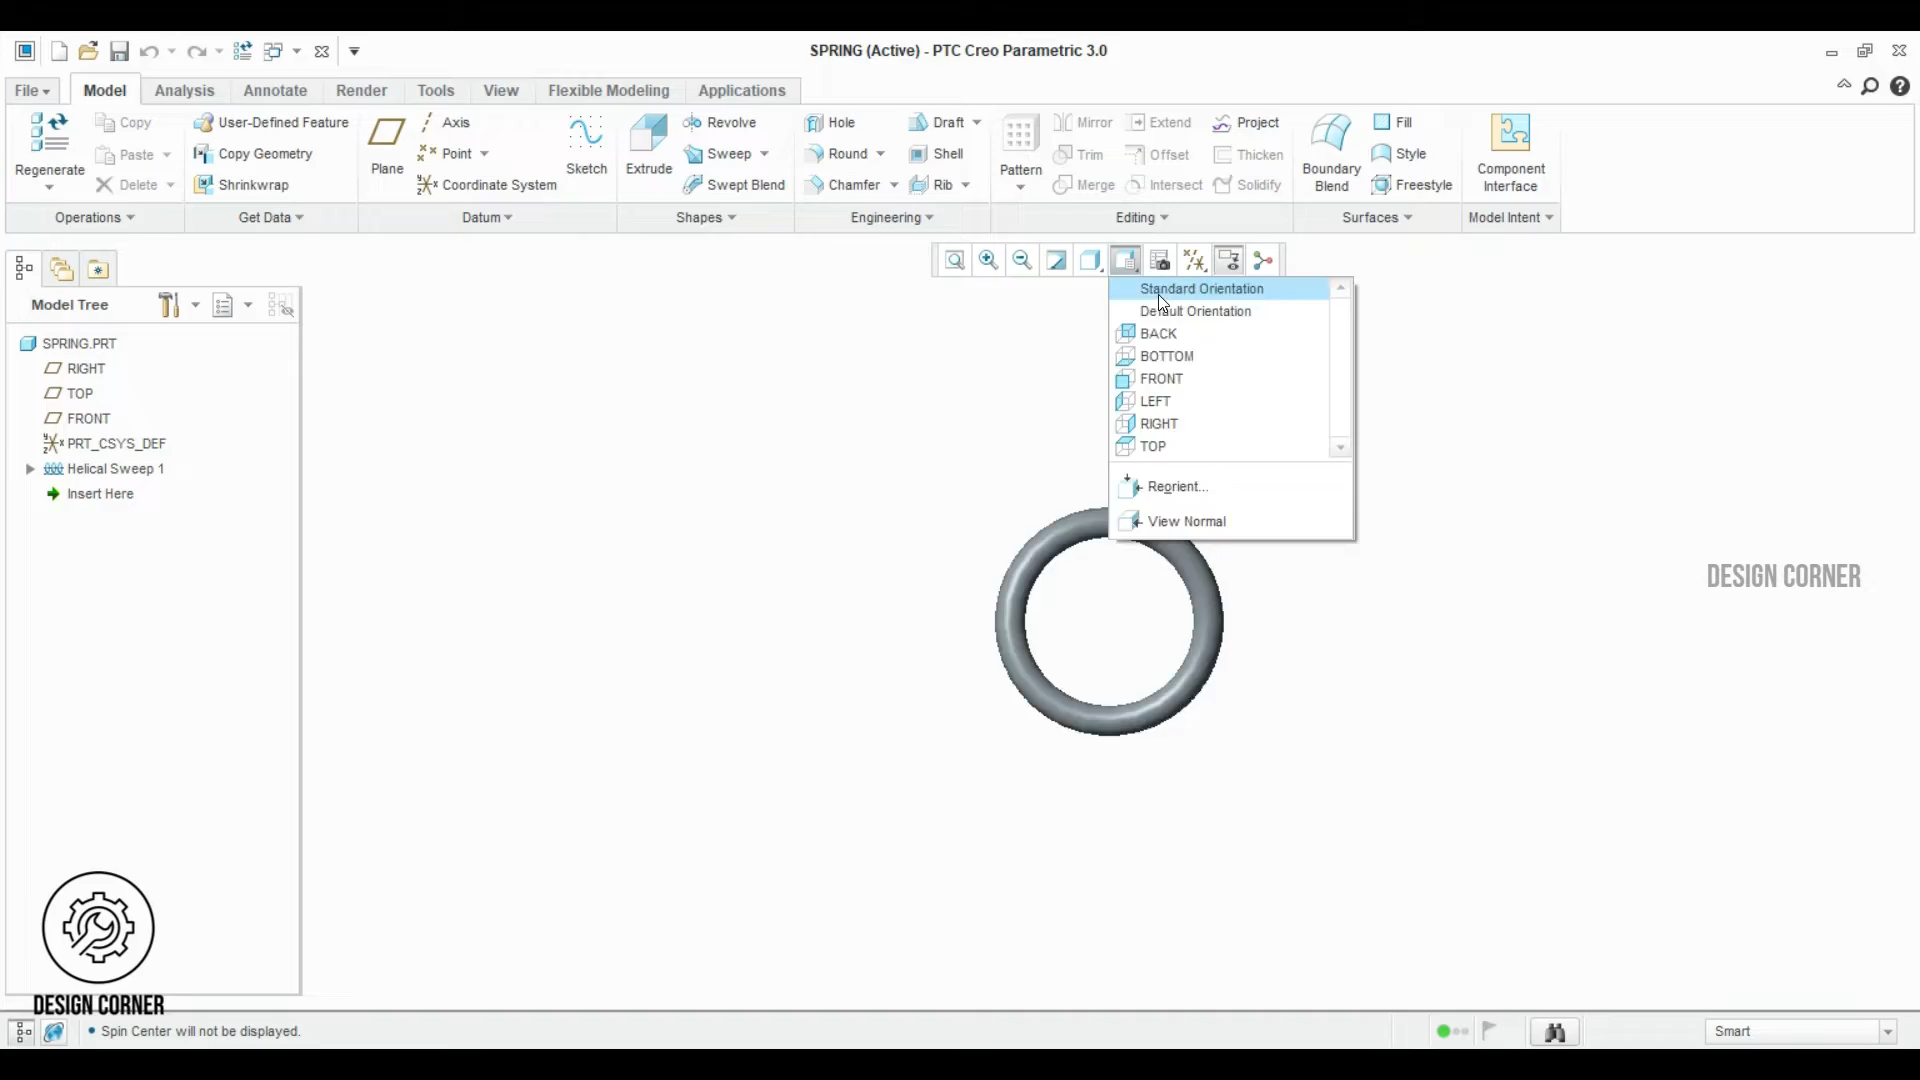 SPRING (Active) - PTC Creo Parametric 3.0
File Model Analysis Annotate Render Tools View Flexible Modeling Applications
Regenerate
Copy
Paste
Delete
Operations
User-Defined Feature
Copy Geometry
Shrinkwrap
Get Data
Plane
Axis
Point
Coordinate System
Sketch
Datum
Extrude
Revolve
Sweep
Swept Blend
Shapes
Hole
Round
Chamfer
Draft
Shell
Rib
Engineering
Pattern
Mirror
Trim
Merge
Extend
Offset
Intersect
Project
Thicken
Solidify
Editing
Boundary
Blend
Fill
Style
Freestyle
Surfaces
Component
Interface
Model Intent
Model Tree
SPRING.PRT
RIGHT
TOP
FRONT
PRT_CSYS_DEF
Helical Sweep 1
Insert Here
Standard Orientation
Default Orientation
BACK
BOTTOM
FRONT
LEFT
RIGHT
TOP
Reorient...
View Normal
DESIGN CORNER
DESIGN CORNER
• Spin Center will not be displayed.
Smart